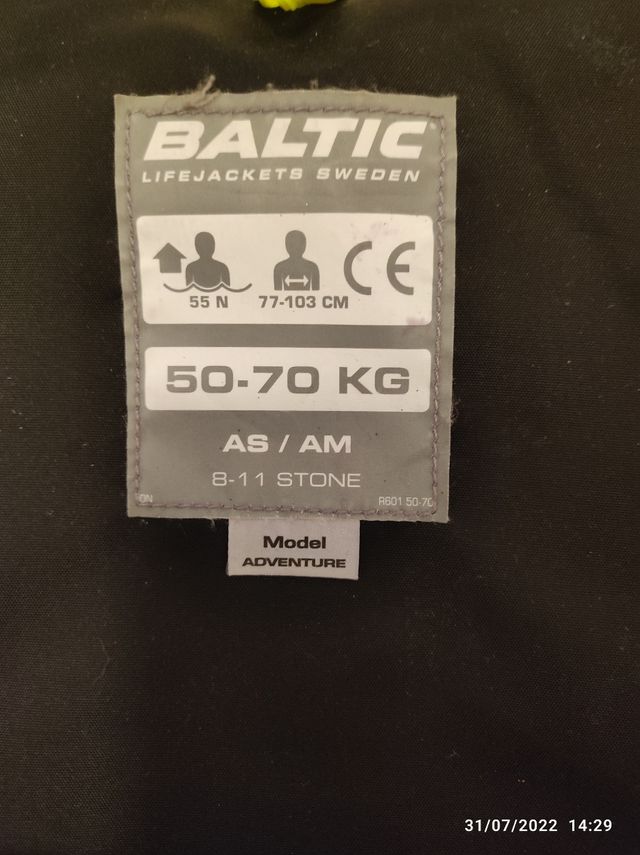 BALTIC
LIFEJACKETS SWEDEN
55 N
77-103 CM
CE
50-70 KG
AS / AM
8-11 STONE
R601 50-70
Model
ADVENTURE
31/07/2022 14:29